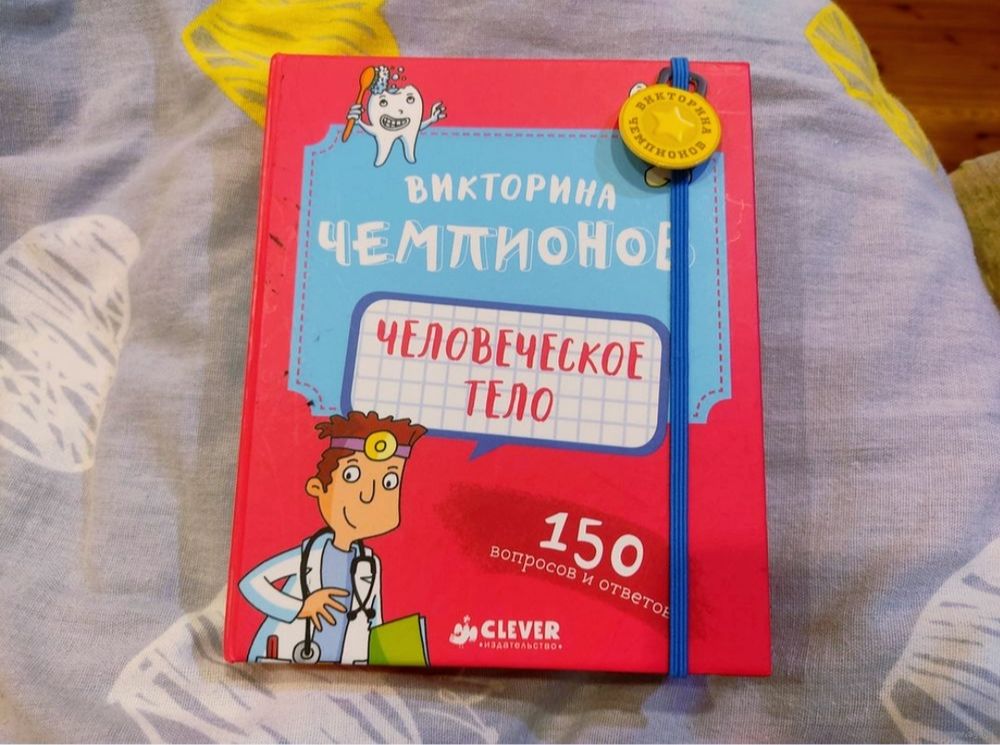 ВИКТОРИНА ЧЕМПИОНОВ
ВИКТОРИНА
ЧЕМПИОНОВ
ЧЕЛОВЕЧЕСКОЕ
ТЕЛО
150
вопросов и ответов
CLEVER
•издательство•